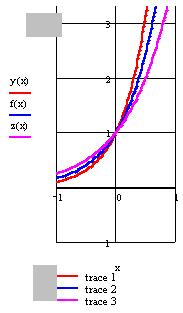 3
y(x)
2
f(x)
z(x)
1
-1
0
1
1
x
trace 1
trace 2
trace 3